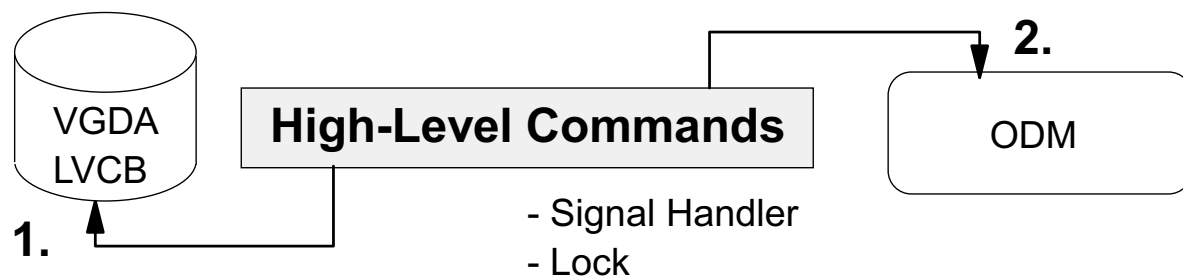 2.
VGDA
LVCB
High-Level Commands
ODM
1.
- Signal Handler
- Lock